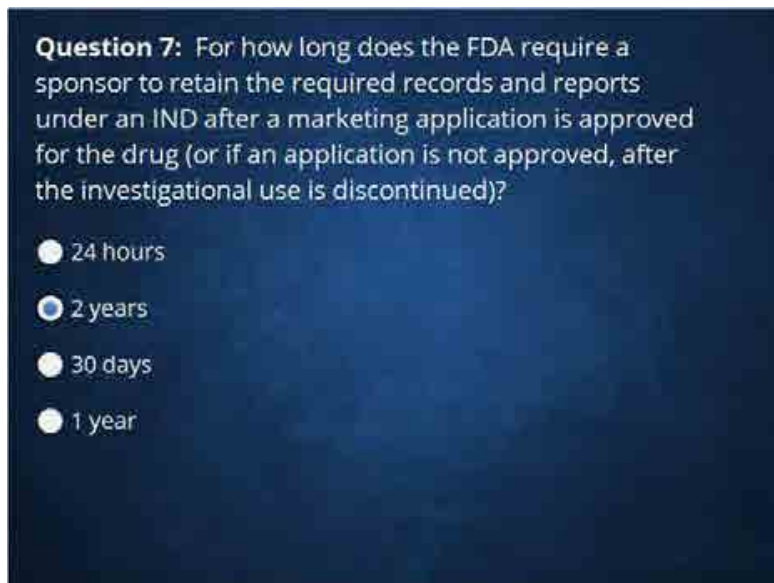 Question 7: For how long does the FDA require a
sponsor to retain the required records and reports
under an IND after a marketing application is approved
for the drug (or if an application is not approved, after
the investigational use is discontinued)?
24 hours
2 years
30 days
1 year